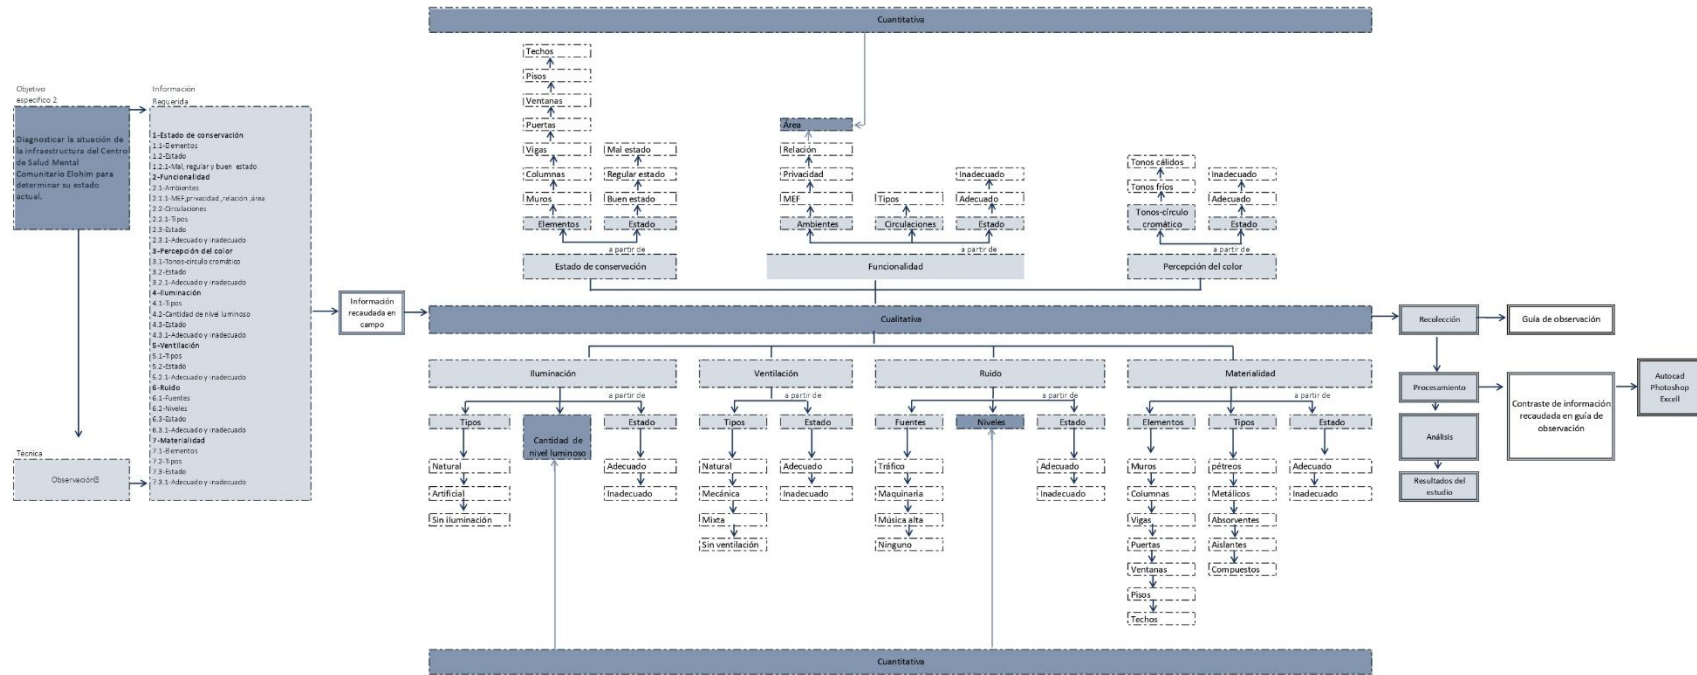 Cuantitativa
Objetivo
especifico 2
Diagnosticar la situación de
la infraestructura del Central
de Salud Mental
Comunitario Elohim para
determinar su estado
actual.
Técnica
Observación
Información
Requerida
1-Estado de conservación
1.1-Elementos
1.2-Estado
1.2.1-Mal, regular y buen estado
2-Funcionalidad
2.1-Ambientes
2.1.1-MEF,privacidad ,relación ,área
2.2-Circulaciones
2.2.1-Tipos
2.3-Estado
2.3.1-Adecuado y inadecuado
3-Percepción del color
3.1-Tonos-círculo cromático
3.2-Estado
3.2.1-Adecuado y inadecuado
4-Iluminación
4.1-Tipos
4.2-Cantidad de nivel luminoso
4.3-Estado
4.3.1-Adecuado y inadecuado
5-Ventilación
5.1-Tipos
5.2-Estado
5.2.1-Adecuado y inadecuado
6-Ruido
6.1-Fuentes
6.2-Niveles
6.3-Estado
6.3.1-Adecuado y inadecuado
7-Materialidad
7.1-Elementos
7.2-Tipos
7.3-Estado
7.3.1-Adecuado y inadecuado
Información
recaudada en
campo
Techos
Pisos
Ventanas
Puertas
Vigas
Columnas
Muros
Elementos
Mal estado
Regular estado
Buen estado
Estado
a partir de
Estado de conservación
Área
Relación
Privacidad
MEF
Ambientes
Tipos
Circulaciones
Inadecuado
Adecuado
Estado
a partir de
Funcionalidad
Tonos cálidos
Tonos fríos
Tonos-círculo
cromático
Inadecuado
Adecuado
Estado
a partir de
Percepción del color
Cualitativa
Iluminación
a partir de
Tipos
Natural
Artificial
Sin iluminación
Cantidad de
nivel luminoso
Estado
Adecuado
Inadecuado
Ventilación
a partir de
Tipos
Natural
Mecánica
Mixta
Sin ventilación
Estado
Adecuado
Inadecuado
Ruido
a partir de
Fuentes
Tráfico
Maquinaria
Música alta
Ninguno
Niveles
Estado
Adecuado
Inadecuado
Materialidad
a partir de
Elementos
Muros
Columnas
Vigas
Puertas
Ventanas
Pisos
Techos
Tipos
pétreos
Metálicos
Absorventes
Aislantes
Compuestos
Estado
Adecuado
Inadecuado
Cuantitativa
Recolección
Guía de observación
Procesamiento
Contraste de información
recaudada en guía de
observación
Autocad
Photoshop
Excell
Análisis
Resultados del
estudio